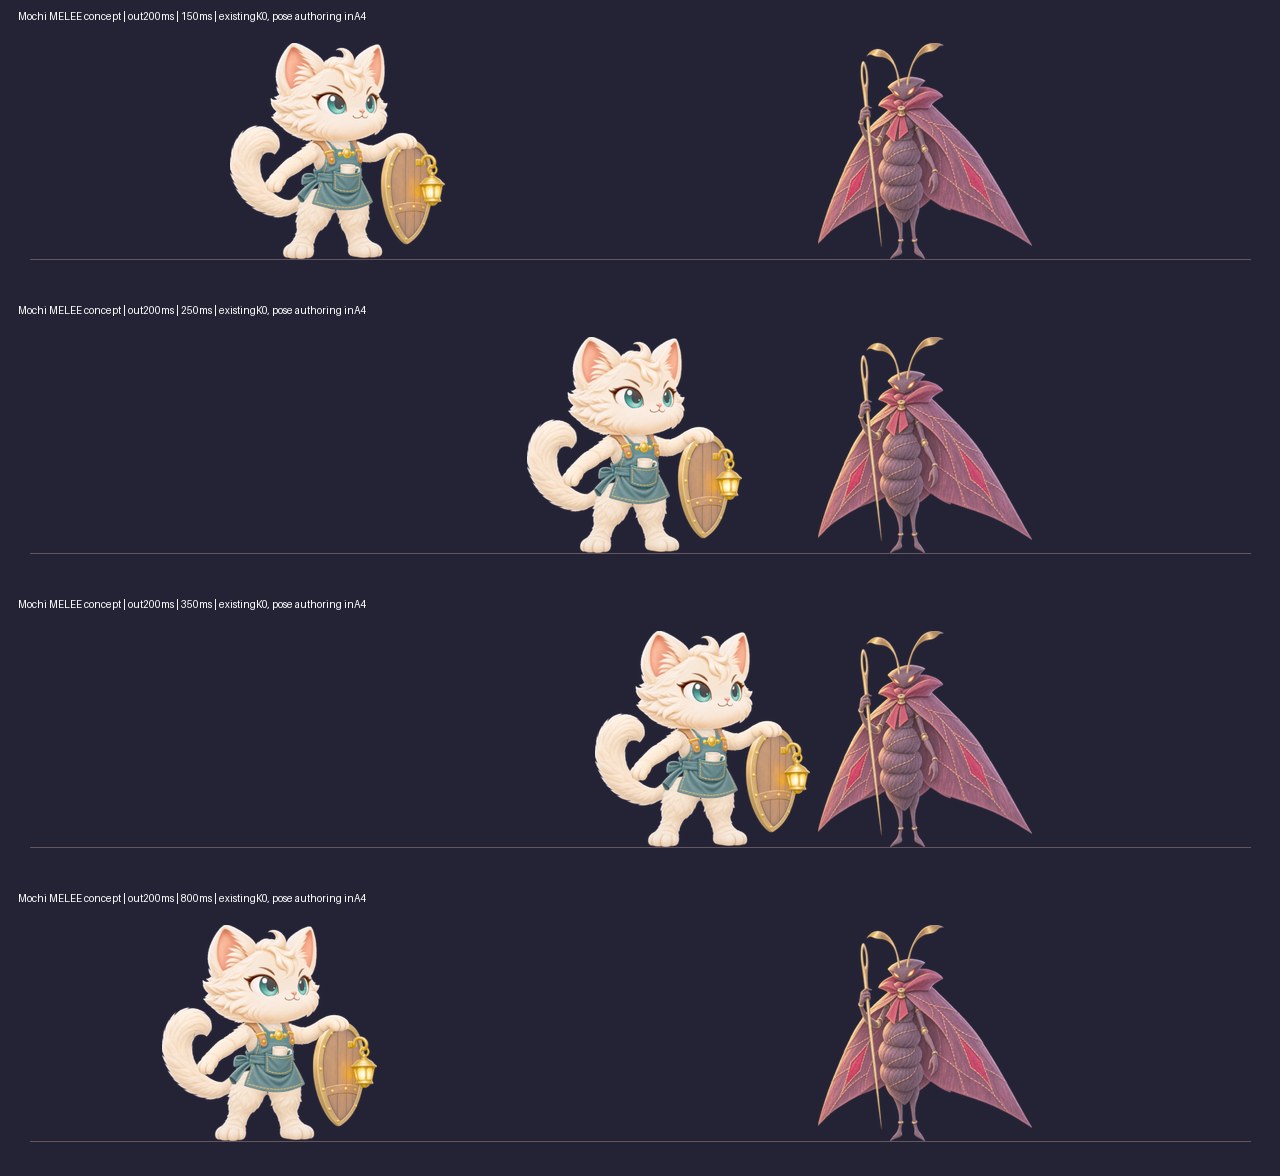 Mochi MELEE concept | out200ms | 150ms | existingK0, pose authoring inA4
Mochi MELEE concept | out200ms | 250ms | existingK0, pose authoring inA4
Mochi MELEE concept | out200ms | 350ms | existingK0, pose authoring inA4
Mochi MELEE concept | out200ms | 800ms | existingK0, pose authoring inA4